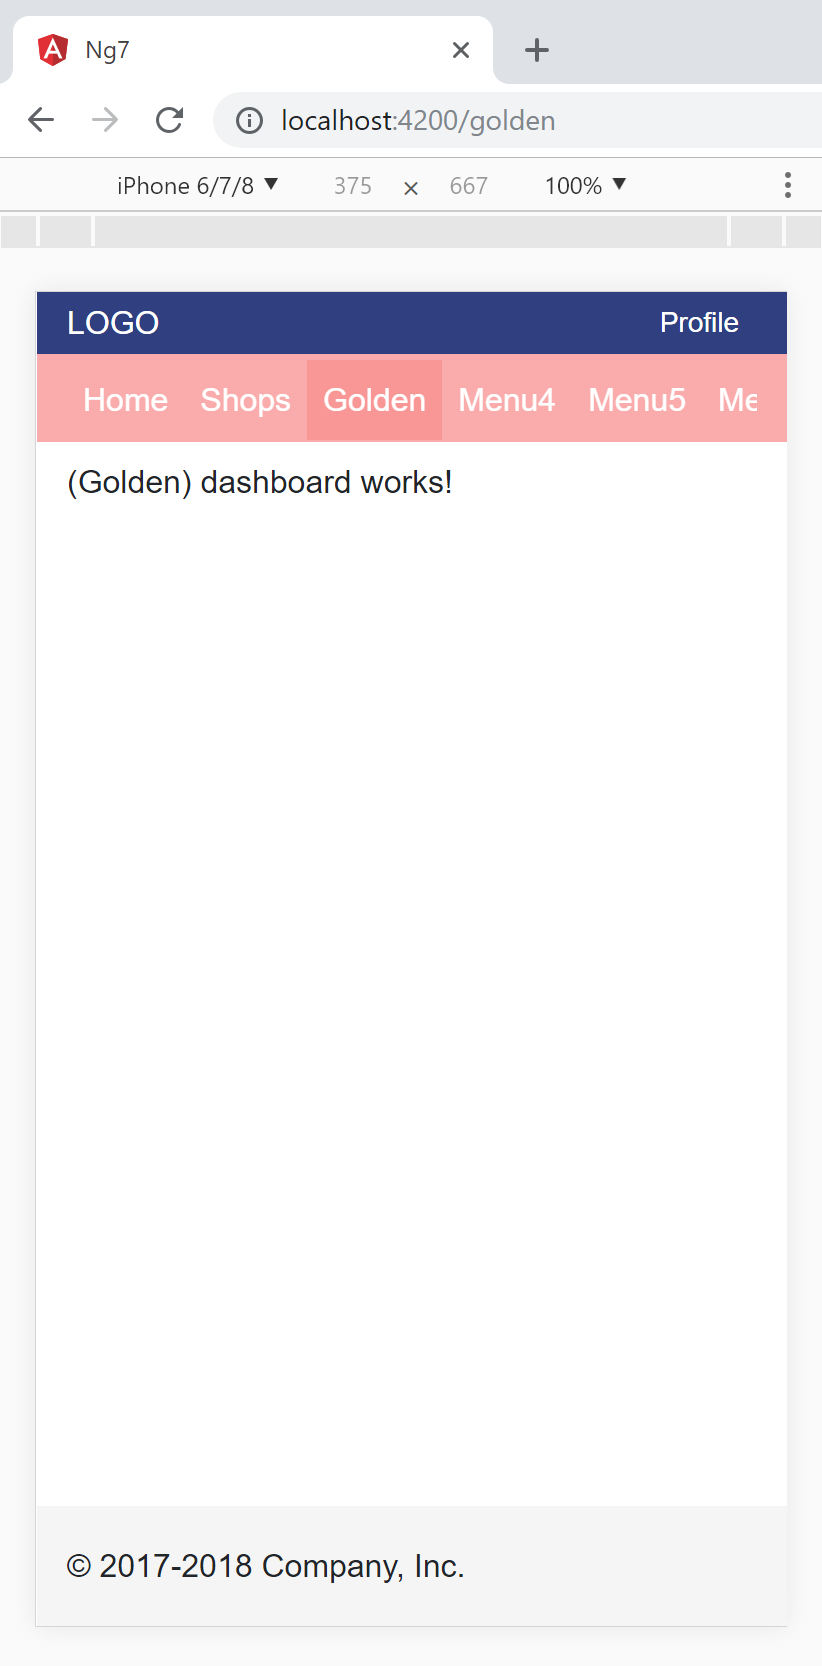 Ng7
localhost:4200/golden
iPhone 6/7/8 ▼ 375 × 667 100% ▼
LOGO Profile
Home Shops Golden Menu4 Menu5 Me
(Golden) dashboard works!
© 2017-2018 Company, Inc.